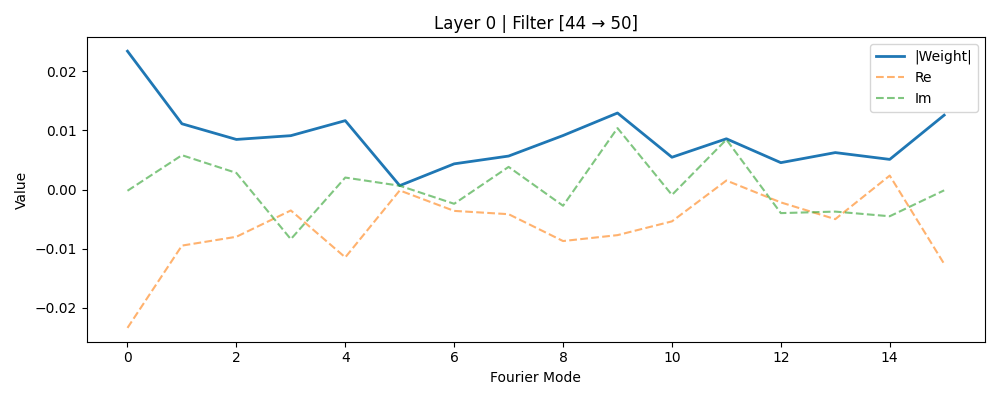 Layer 0 | Filter [44 → 50]
|Weight|
Re
Im
Value
0.02
0.01
0.00
−0.01
−0.02
0 2 4 6 8 10 12 14
Fourier Mode